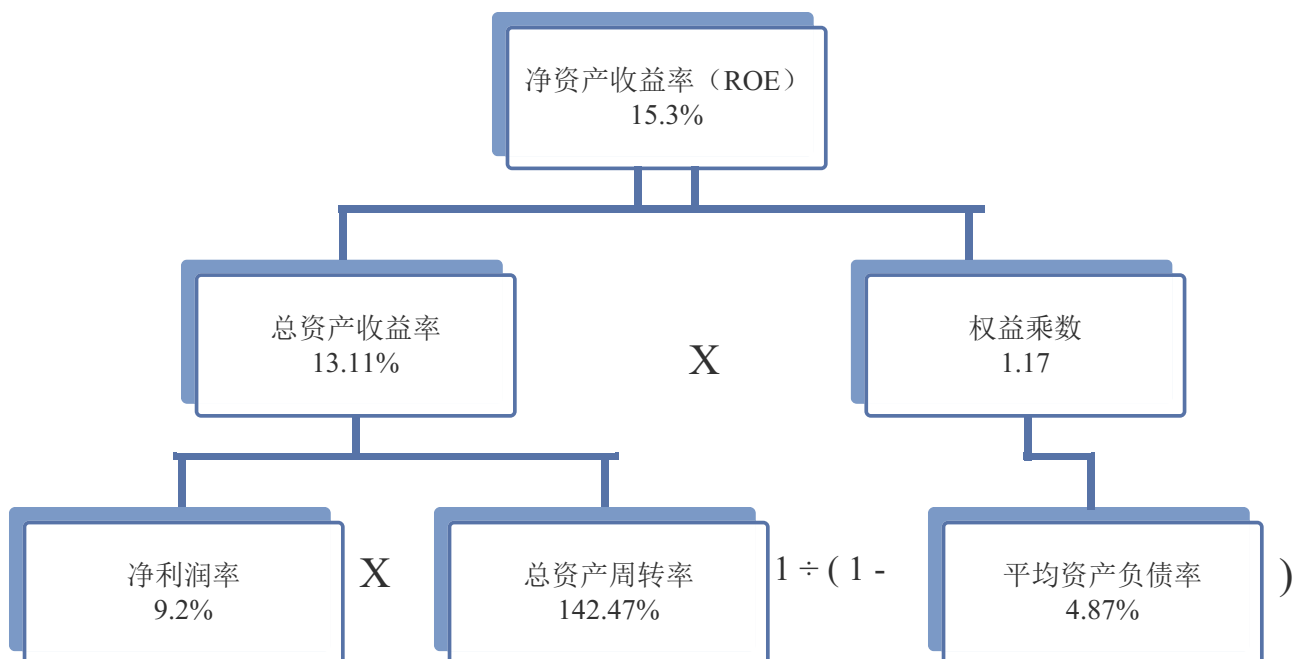 净资产收益率（ROE）
15.3%
总资产收益率
13.11%
X
权益乘数
1.17
净利润率
9.2%
X
总资产周转率
142.47%
1 ÷ ( 1 -
平均资产负债率
4.87%
)